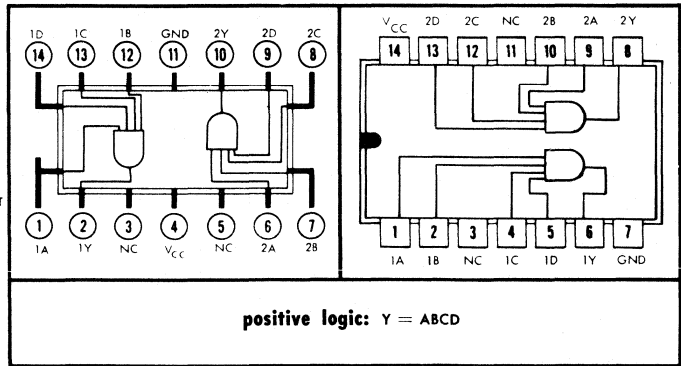 1D 1C 1B GND 2Y 2D 2C
14 13 12 11 10 9 8
1 2 3 4 5 6 7
1A 1Y NC VCC NC 2A 2B
VCC 2D 2C NC 2B 2A 2Y
14 13 12 11 10 9 8
1 2 3 4 5 6 7
1A 1B NC 1C 1D 1Y GND
positive logic: Y = ABCD